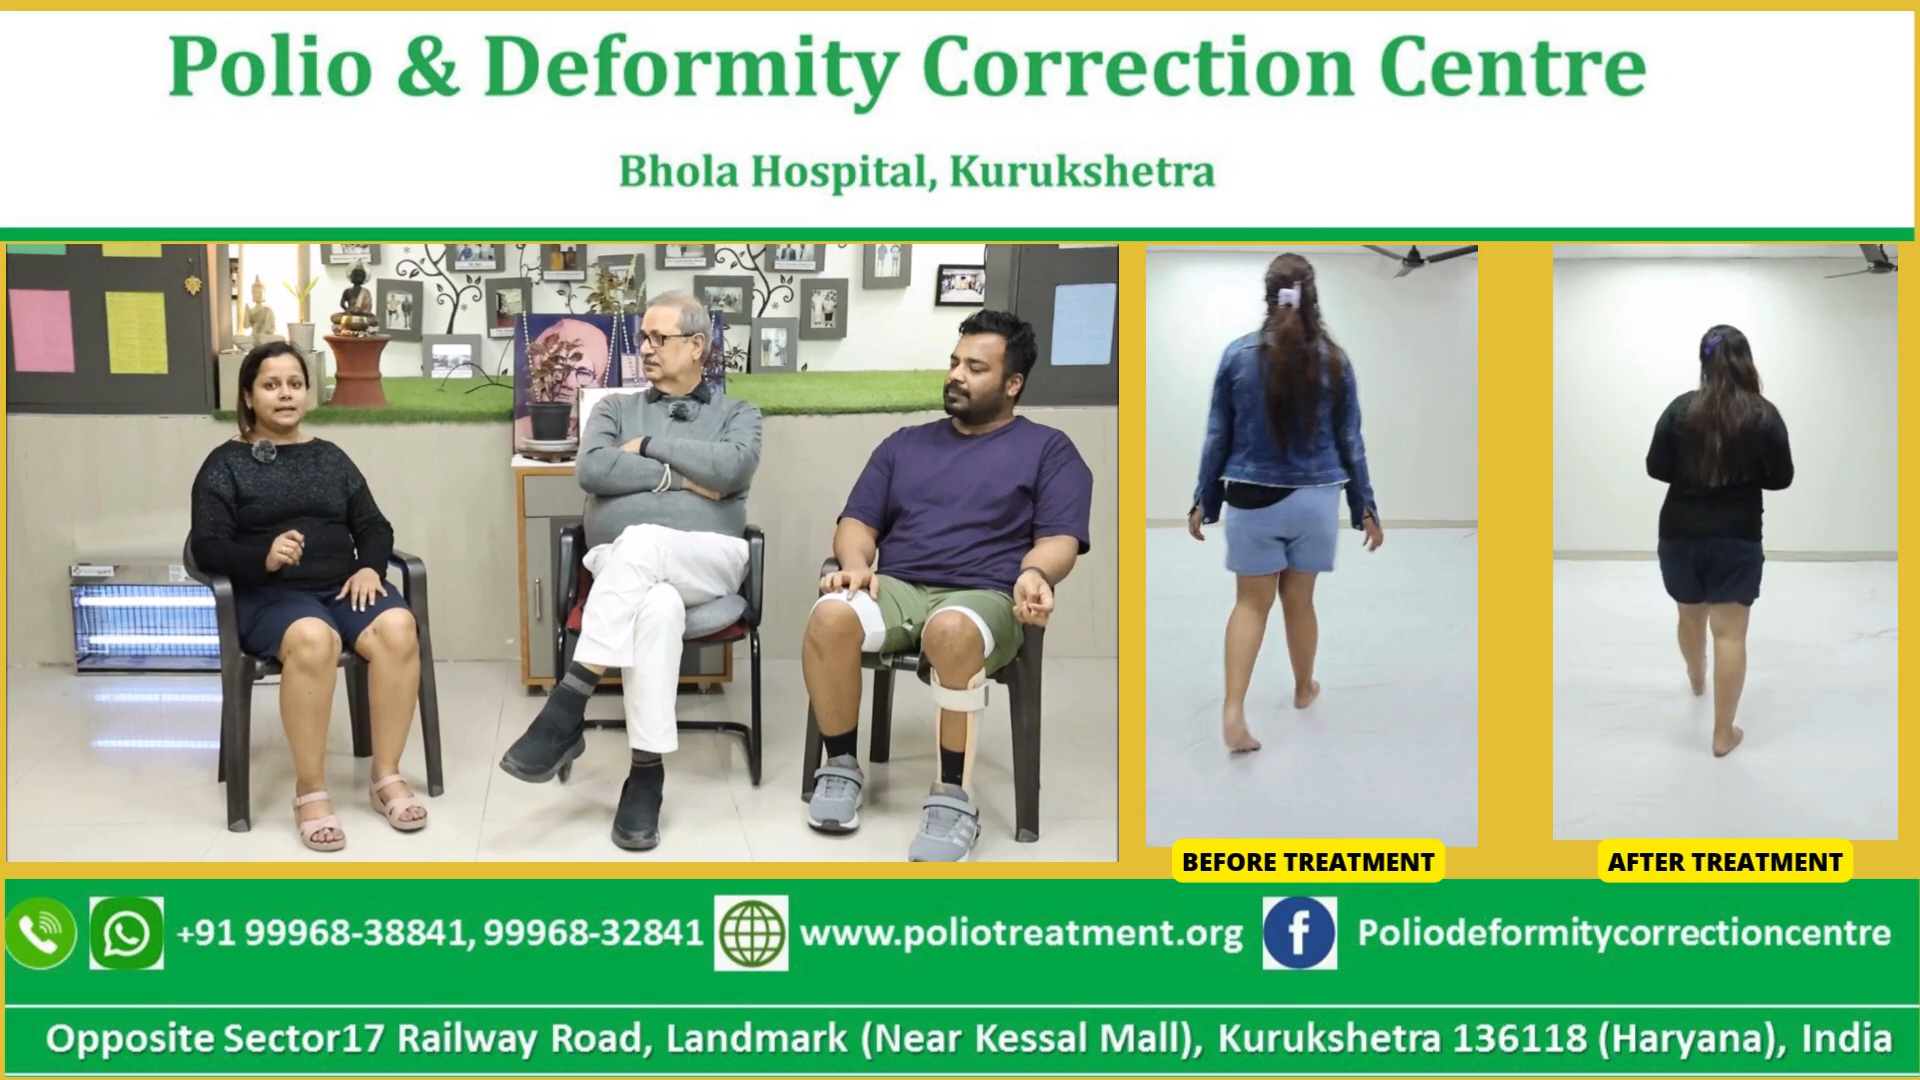 Polio & Deformity Correction Centre
Bhola Hospital, Kurukshetra
BEFORE TREATMENT
AFTER TREATMENT
+91 99968-38841, 99968-32841 www.poliotreatment.org Poliodeformitycorrectioncentre
Opposite Sector17 Railway Road, Landmark (Near Kessal Mall), Kurukshetra 136118 (Haryana), India